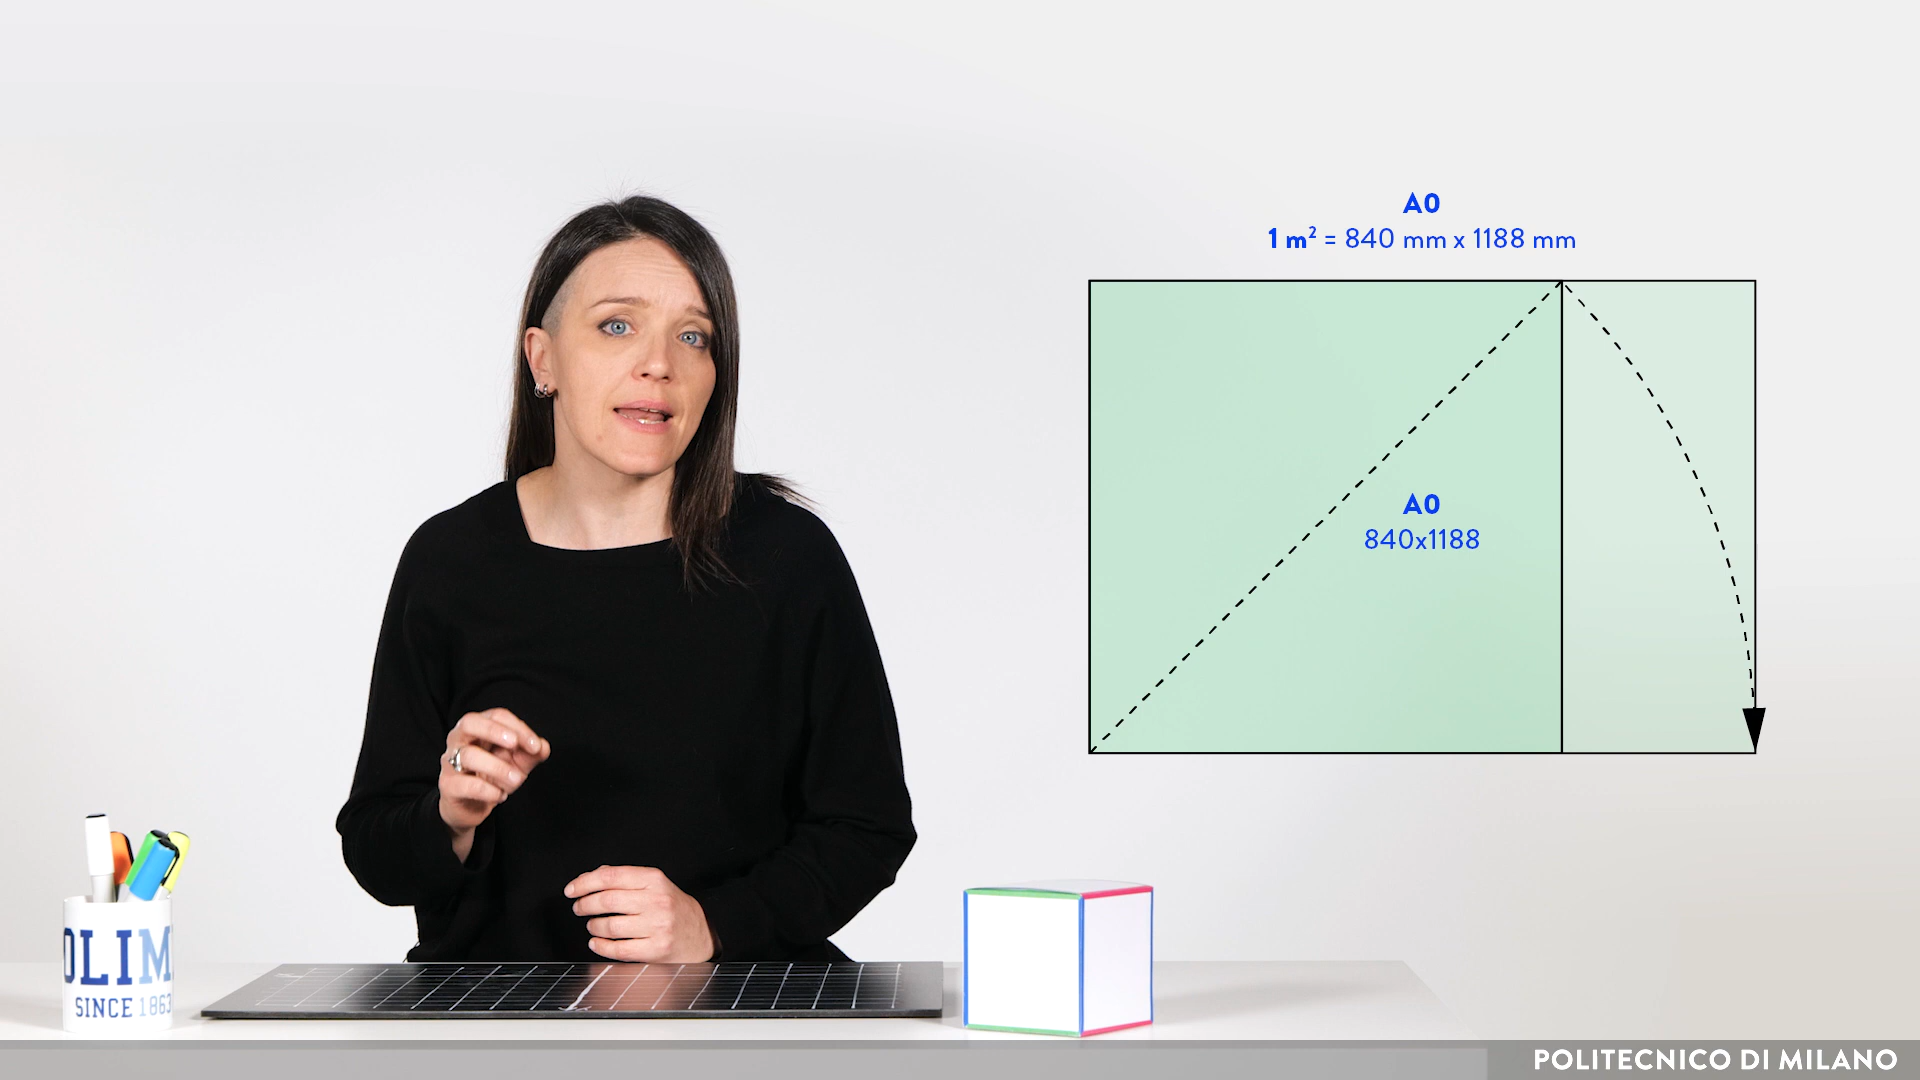 A0
1 m² = 840 mm x 1188 mm
A0
840x1188
OLIM
SINCE 1863
POLITECNICO DI MILANO